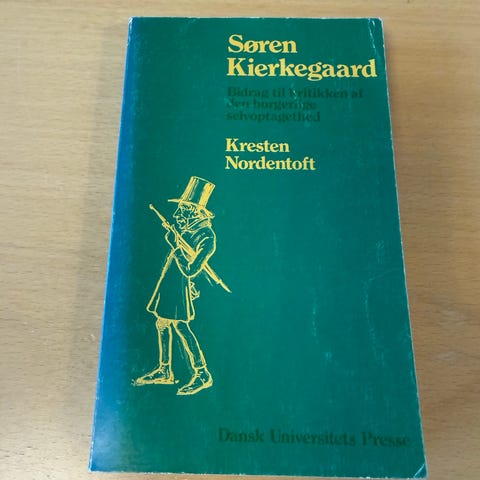 Søren
Kierkegaard
Bidrag til kritikken af
den borgerlige
selvoptagethed
Kresten
Nordentoft
Dansk Universitets Presse